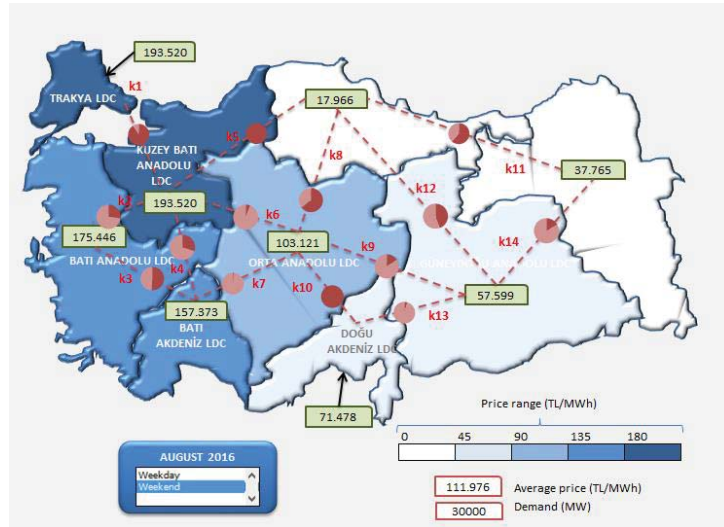 193.520
TRAKYA LDC
k1
17.966
k5
KUZEY BATI
ANADOLU
LDC
k8
k11
37.765
k12
193.520
k6
175.446
103.121
k14
BATI ANADOLU LDC
k4
ORTA ANADOLU LDC
k9
k3
k7
k10
57.599
157.373
k13
BATI
AKDENİZ LDC
DOĞU
AKDENİZ LDC
71.478
Price range (TL/MWh)
0 45 90 135 180
AUGUST 2016
Weekday
Weekend
111.976 Average price (TL/MWh)
30000 Demand (MW)